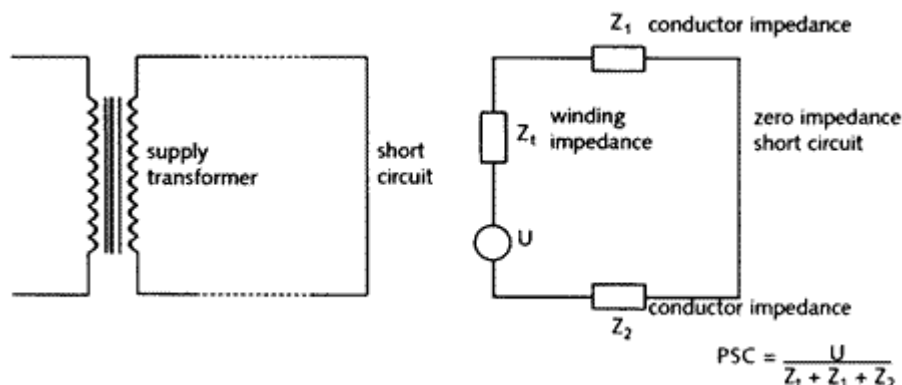 Z1 conductor impedance
supply
transformer
short
circuit
Zt
winding
impedance
zero impedance
short circuit
U
conductor impedance
Z2
PSC = U
Zt + Z1 + Z2